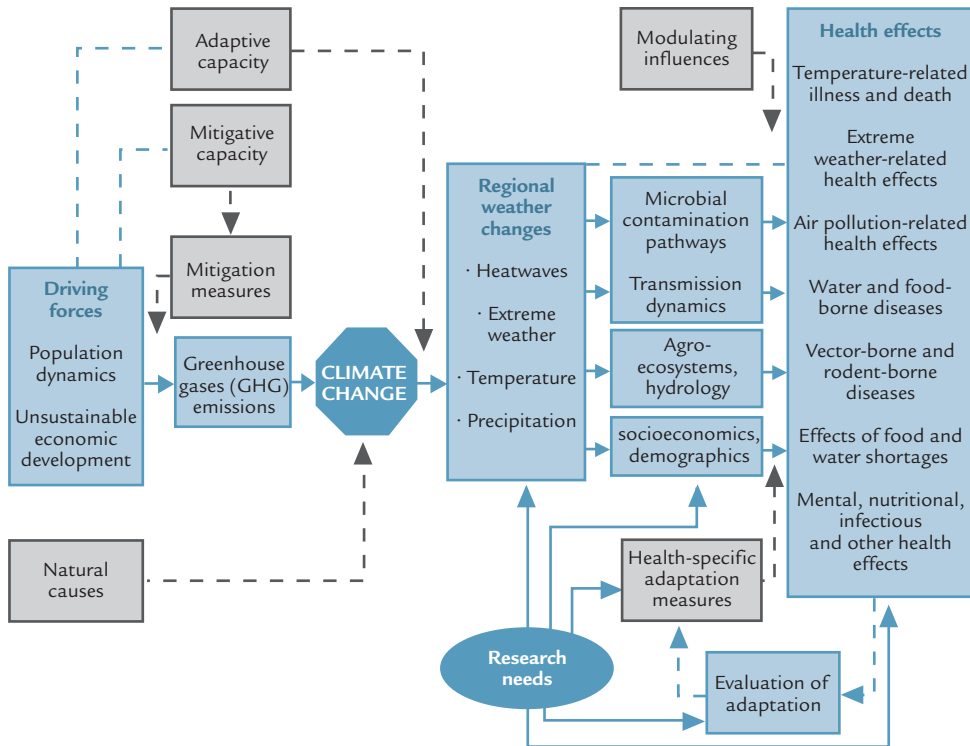 Adaptive
capacity
Mitigative
capacity
Mitigation
measures
Driving
forces
Population
dynamics
Unsustainable
economic
development
Greenhouse
gases (GHG)
emissions
CLIMATE
CHANGE
Natural
causes
Regional
weather
changes
· Heatwaves
· Extreme
weather
· Temperature
· Precipitation
Modulating
influences
Microbial
contamination
pathways
Transmission
dynamics
Agro-
ecosystems,
hydrology
socioeconomics,
demographics
Health-specific
adaptation
measures
Research
needs
Evaluation of
adaptation
Health effects
Temperature-related
illness and death
Extreme
weather-related
health effects
Air pollution-related
health effects
Water and food-
borne diseases
Vector-borne and
rodent-borne
diseases
Effects of food and
water shortages
Mental, nutritional,
infectious
and other health
effects